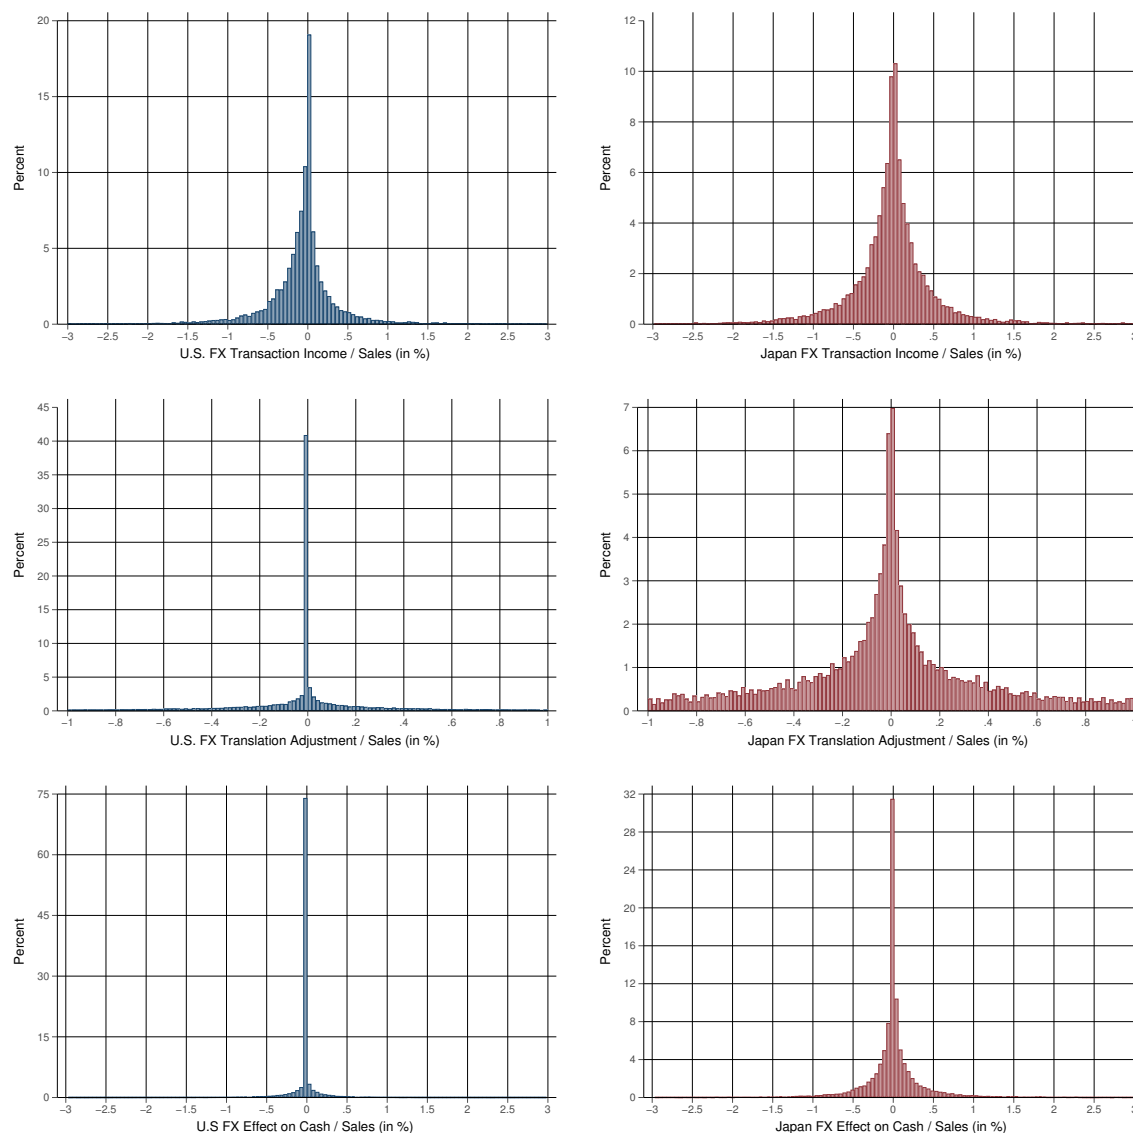 20
15
10
5
0
Percent
−3 −2.5 −2 −1.5 −1 −.5 0 .5 1 1.5 2 2.5 3
U.S. FX Transaction Income / Sales (in %)
12
10
8
6
4
2
0
Percent
−3 −2.5 −2 −1.5 −1 −.5 0 .5 1 1.5 2 2.5
Japan FX Transaction Income / Sales (in %)
45
40
35
30
25
20
15
10
5
0
Percent
−1 −.8 −.6 −.4 −.2 0 .2 .4 .6 .8 1
U.S. FX Translation Adjustment / Sales (in %)
7
6
5
4
3
2
1
0
Percent
−1 −.8 −.6 −.4 −.2 0 .2 .4 .6 .8
Japan FX Translation Adjustment / Sales (in %)
75
60
45
30
15
0
Percent
−3 −2.5 −2 −1.5 −1 −.5 0 .5 1 1.5 2 2.5 3
U.S FX Effect on Cash / Sales (in %)
32
28
24
20
16
12
8
4
0
Percent
−3 −2.5 −2 −1.5 −1 −.5 0 .5 1 1.5 2 2.5
Japan FX Effect on Cash / Sales (in %)